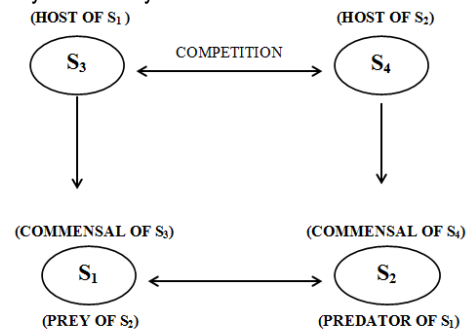 (HOST OF S₁)
(HOST OF S₂)
S₃
COMPETITION
S₄
(COMMENSAL OF S₃)
(COMMENSAL OF S₄)
S₁
S₂
(PREY OF S₂)
(PREDATOR OF S₁)